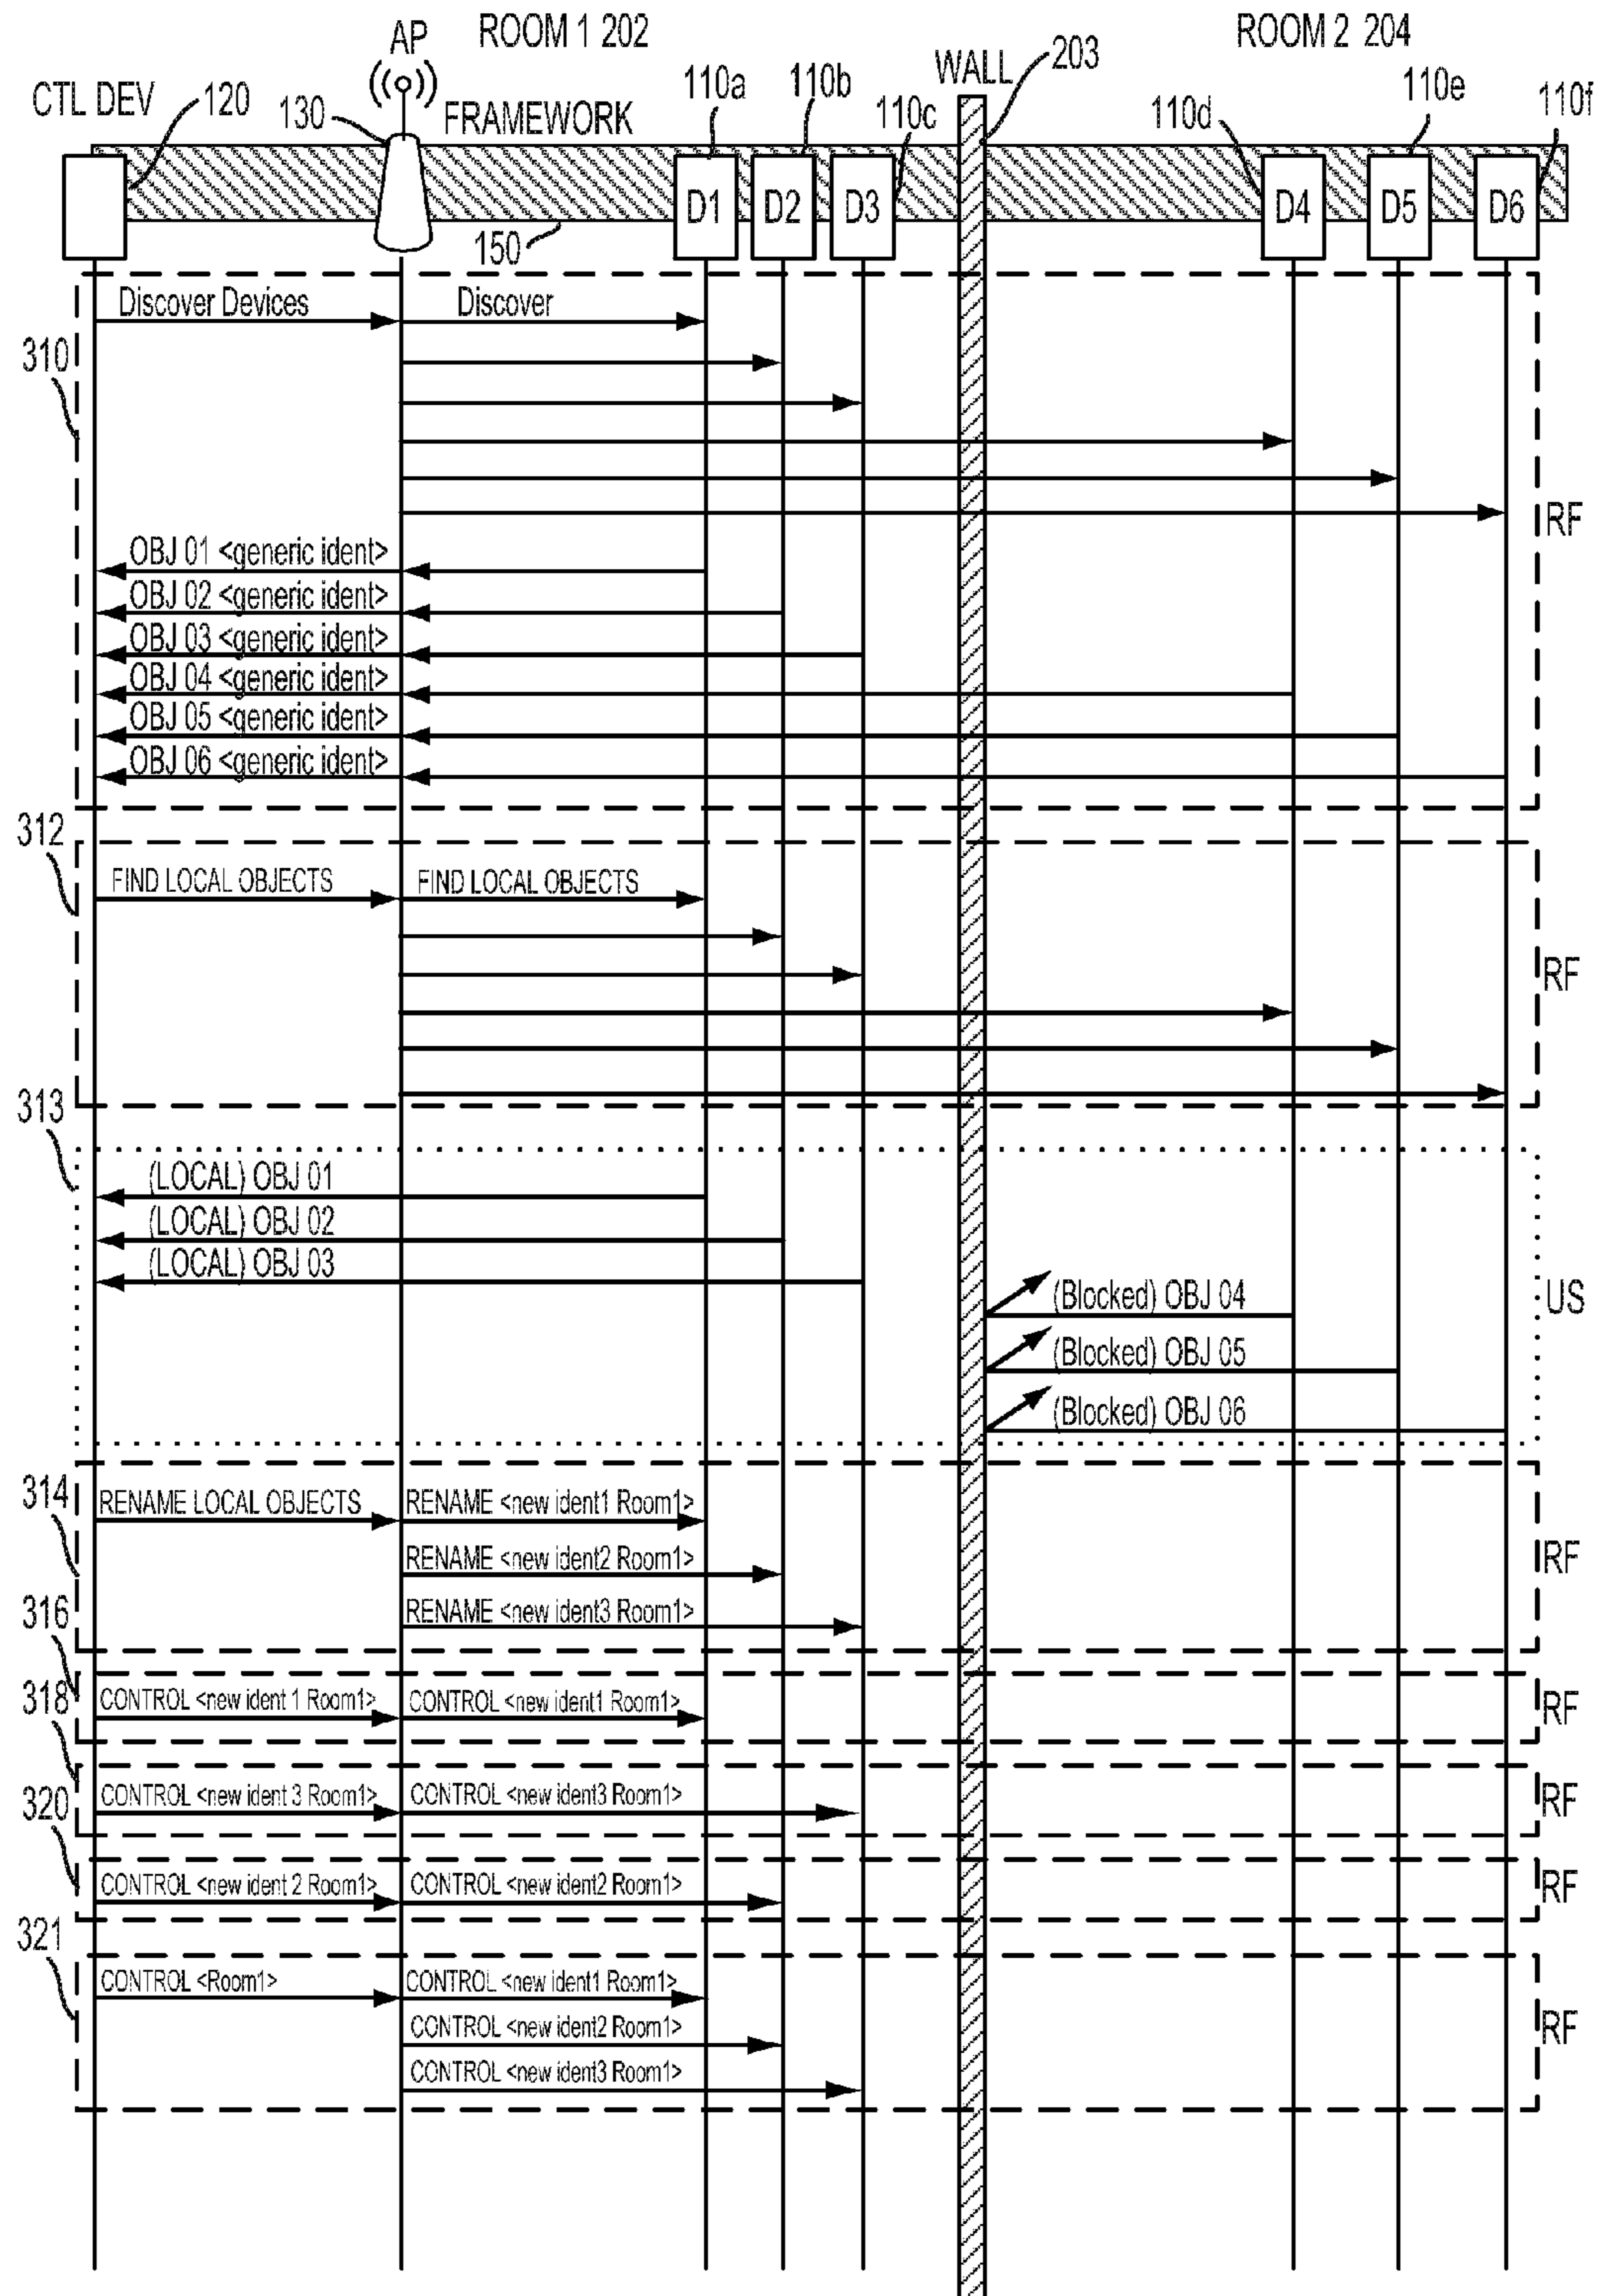 AP
ROOM 1 202
ROOM 2 204
WALL
203
CTL DEV
120
130
FRAMEWORK
110a
110b
110c
110d
110e
110f
D1
D2
D3
D4
D5
D6
150
Discover Devices
Discover
310
RF
OBJ 01 <generic ident>
OBJ 02 <generic ident>
OBJ 03 <generic ident>
OBJ 04 <generic ident>
OBJ 05 <generic ident>
OBJ 06 <generic ident>
312
FIND LOCAL OBJECTS
FIND LOCAL OBJECTS
RF
313
(LOCAL) OBJ 01
(LOCAL) OBJ 02
(LOCAL) OBJ 03
(Blocked) OBJ 04
US
(Blocked) OBJ 05
(Blocked) OBJ 06
314
RENAME LOCAL OBJECTS
RENAME <new ident1 Room1>
RENAME <new ident2 Room1>
RF
RENAME <new ident3 Room1>
316
318
CONTROL <new ident 1 Room1>
CONTROL <new ident1 Room1>
RF
320
CONTROL <new ident 3 Room1>
CONTROL <new ident3 Room1>
RF
CONTROL <new ident 2 Room1>
CONTROL <new ident2 Room1>
RF
321
CONTROL <Room1>
CONTROL <new ident1 Room1>
CONTROL <new ident2 Room1>
RF
CONTROL <new ident3 Room1>